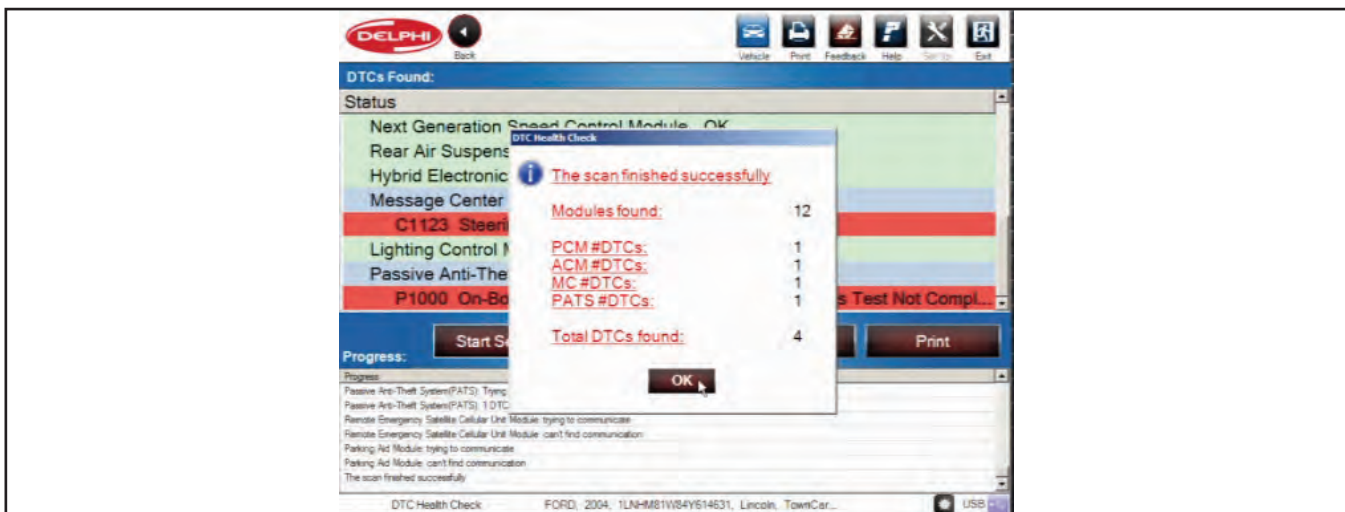 DELPHI
Back
Vehicle Print Feedback Help Exit
DTCs Found:
Status
Next Generation Speed Control Module OK
Rear Air Suspens
Hybrid Electronic
Message Center
C1123 Steeri
Lighting Control
Passive Anti-The
P1000 On-Bo s Test Not Compl...
DTC Health Check
The scan finished successfully
Modules found: 12
PCM #DTCs: 1
ACM #DTCs: 1
MC #DTCs: 1
PATS #DTCs: 1
Total DTCs found: 4
OK
Start Se
Print
Progress:
Progress
Passive Anti-Theft System(PATS): Trying
Passive Anti-Theft System(PATS): 1 DTC
Remote Emergency Satellite Cellular Unit Module: trying to communicate
Remote Emergency Satellite Cellular Unit Module: can't find communication
Parking Aid Module: trying to communicate
Parking Aid Module: can't find communication
The scan finished successfully
DTC Health Check FORD, 2004, 1LNHM81W84Y614631, Lincoln, TownCar... USB